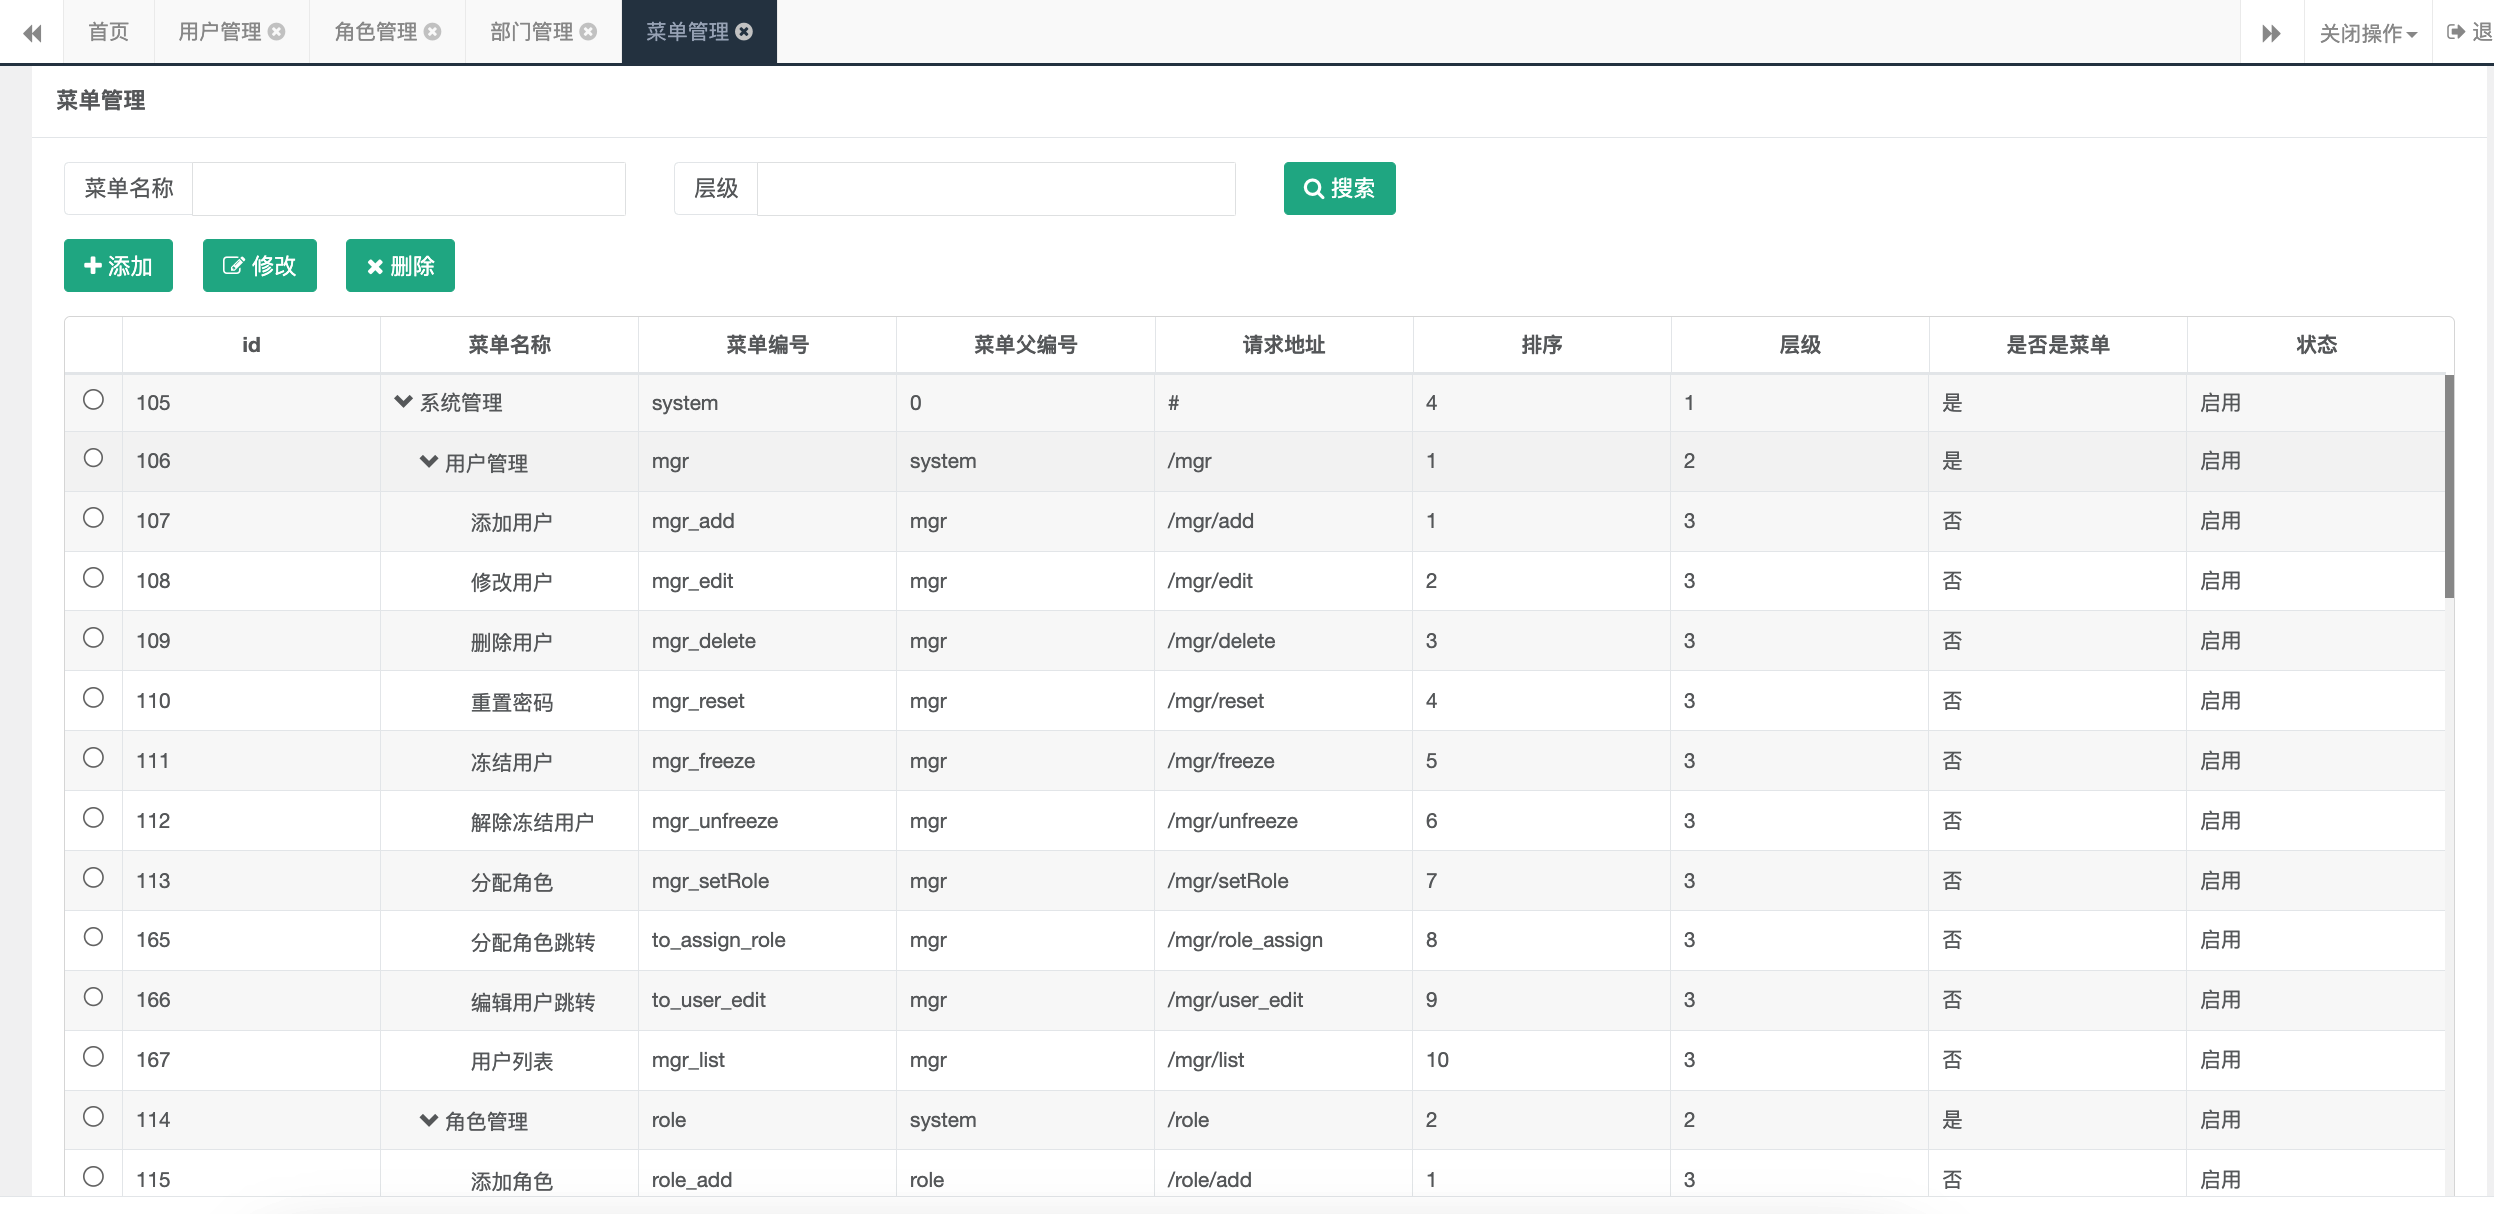 首页 用户管理 角色管理 部门管理 菜单管理 关闭操作 退
菜单管理
菜单名称 层级 搜索
添加 修改 删除
id 菜单名称 菜单编号 菜单父编号 请求地址 排序 层级 是否是菜单 状态
105 系统管理 system 0 # 4 1 是 启用
106 用户管理 mgr system /mgr 1 2 是 启用
107 添加用户 mgr_add mgr /mgr/add 1 3 否 启用
108 修改用户 mgr_edit mgr /mgr/edit 2 3 否 启用
109 删除用户 mgr_delete mgr /mgr/delete 3 3 否 启用
110 重置密码 mgr_reset mgr /mgr/reset 4 3 否 启用
111 冻结用户 mgr_freeze mgr /mgr/freeze 5 3 否 启用
112 解除冻结用户 mgr_unfreeze mgr /mgr/unfreeze 6 3 否 启用
113 分配角色 mgr_setRole mgr /mgr/setRole 7 3 否 启用
165 分配角色跳转 to_assign_role mgr /mgr/role_assign 8 3 否 启用
166 编辑用户跳转 to_user_edit mgr /mgr/user_edit 9 3 否 启用
167 用户列表 mgr_list mgr /mgr/list 10 3 否 启用
114 角色管理 role system /role 2 2 是 启用
115 添加角色 role_add role /role/add 1 3 否 启用